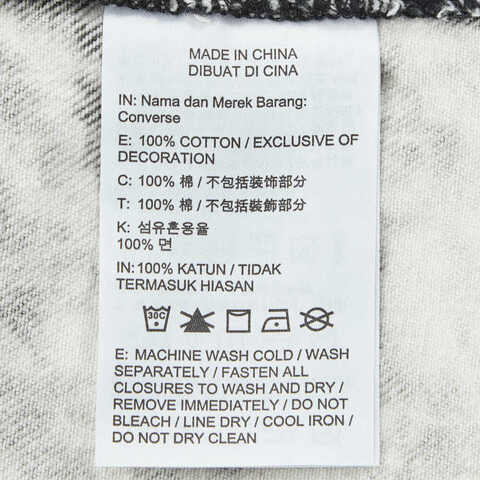 MADE IN CHINA
DIBUAT DI CINA
IN: Nama dan Merek Barang:
Converse
E: 100% COTTON / EXCLUSIVE OF
DECORATION
C: 100% 棉 / 不包括装饰部分
T: 100% 棉 / 不包括裝飾部分
K: 섬유혼용율
100% 면
IN: 100% KATUN / TIDAK
TERMASUK HIASAN
30C
E: MACHINE WASH COLD / WASH
SEPARATELY / FASTEN ALL
CLOSURES TO WASH AND DRY /
REMOVE IMMEDIATELY / DO NOT
BLEACH / LINE DRY / COOL IRON /
DO NOT DRY CLEAN